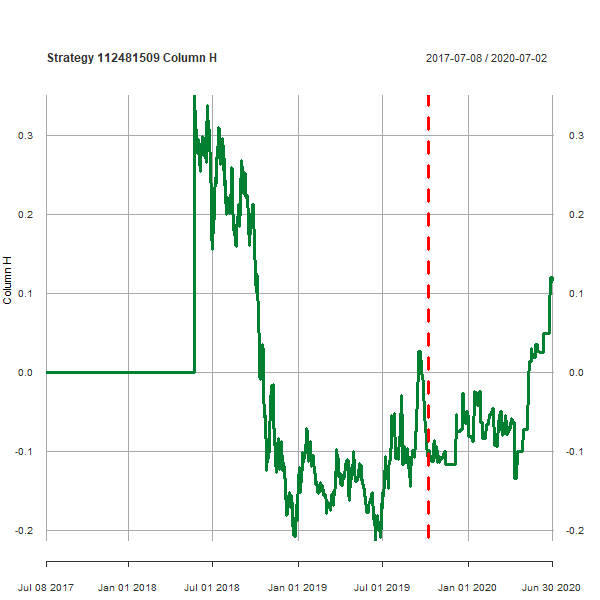 Strategy 112481509 Column H
2017-07-08 / 2020-07-02
0.3
0.3
0.2
0.2
0.1
0.1
Column H
0.0
0.0
-0.1
-0.1
-0.2
-0.2
Jul 08 2017
Jan 01 2018
Jul 01 2018
Jan 01 2019
Jul 01 2019
Jan 01 2020
Jun 30 2020